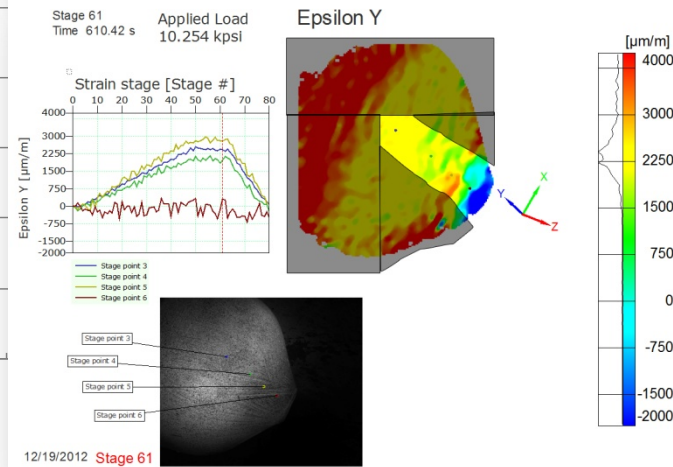 Stage 61
Time 610.42 s
Applied Load
10.254 kpsi
Epsilon Y
Strain stage [Stage #]
0 10 20 30 40 50 60 70 80
4000
3000
2250
1500
750
0
-750
-1500
-2000
Epsilon Y [µm/m]
Stage point 3
Stage point 4
Stage point 5
Stage point 6
X
Y
Z
[µm/m]
4000
3000
2250
1500
750
0
-750
-1500
-2000
Stage point 3
Stage point 4
Stage point 5
Stage point 6
12/19/2012 Stage 61